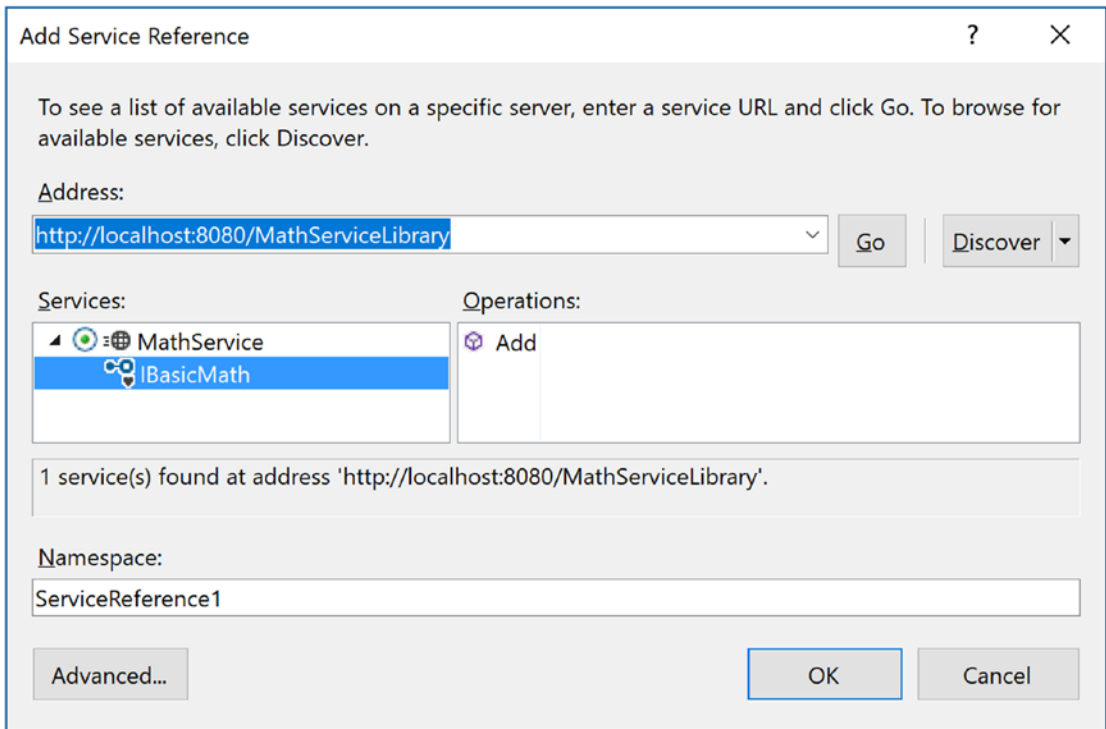 Add Service Reference
?
To see a list of available services on a specific server, enter a service URL and click Go. To browse for
available services, click Discover.
Address:
http://localhost:8080/MathServiceLibrary
Go
Discover
Services:
Operations:
MathService
Add
IBasicMath
1 service(s) found at address 'http://localhost:8080/MathServiceLibrary'.
Namespace:
ServiceReference1
Advanced...
OK
Cancel